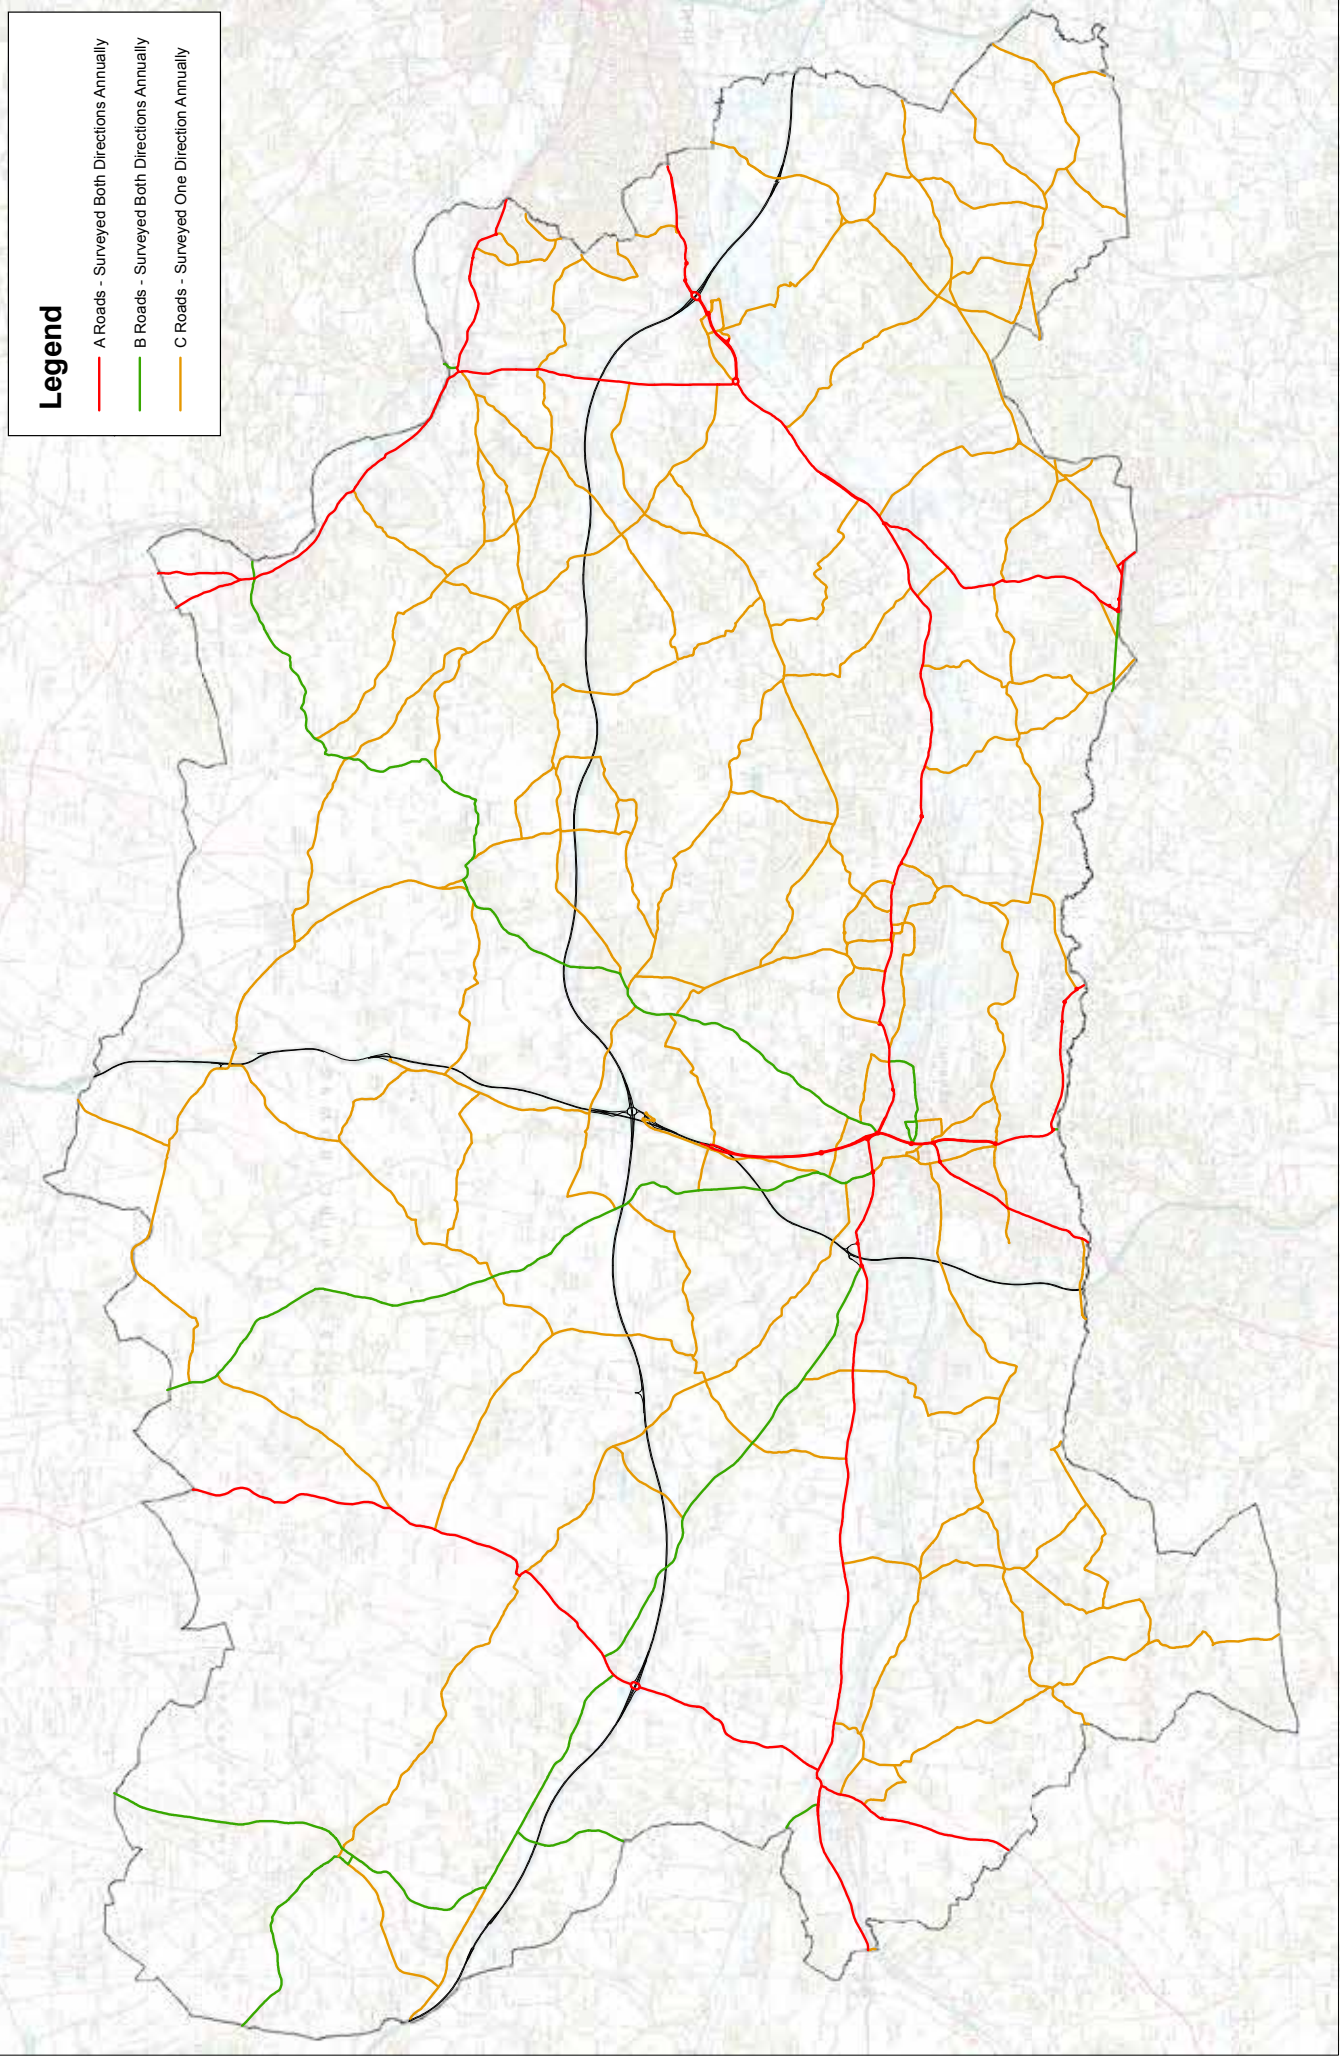 Legend
A Roads - Surveyed Both Directions Annually
B Roads - Surveyed Both Directions Annually
C Roads - Surveyed One Direction Annually